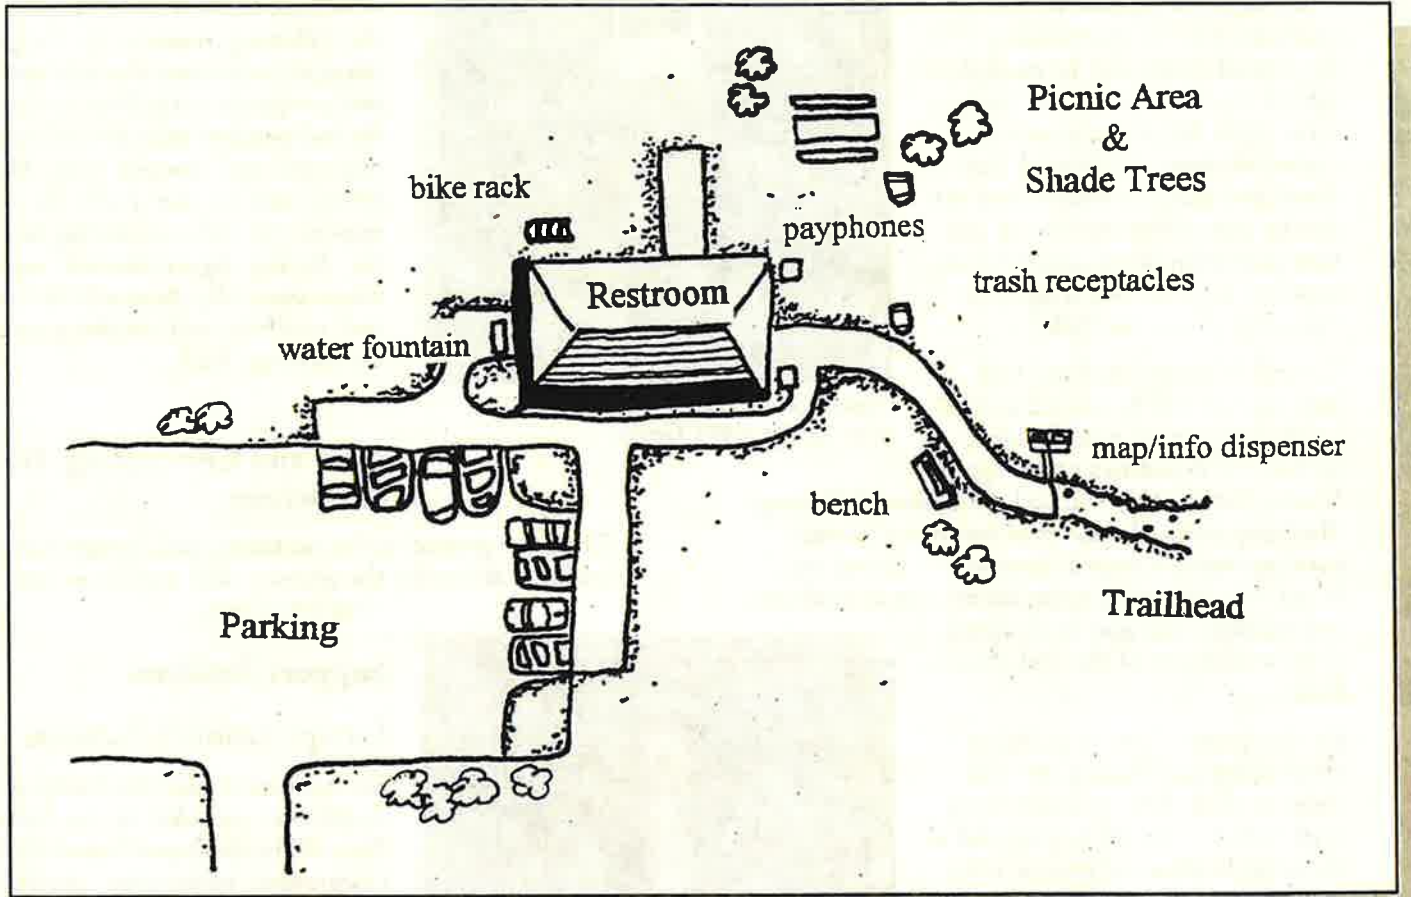 Picnic Area
&
Shade Trees
bike rack
payphones
trash receptacles
Restroom
water fountain
map/info dispenser
bench
Trailhead
Parking